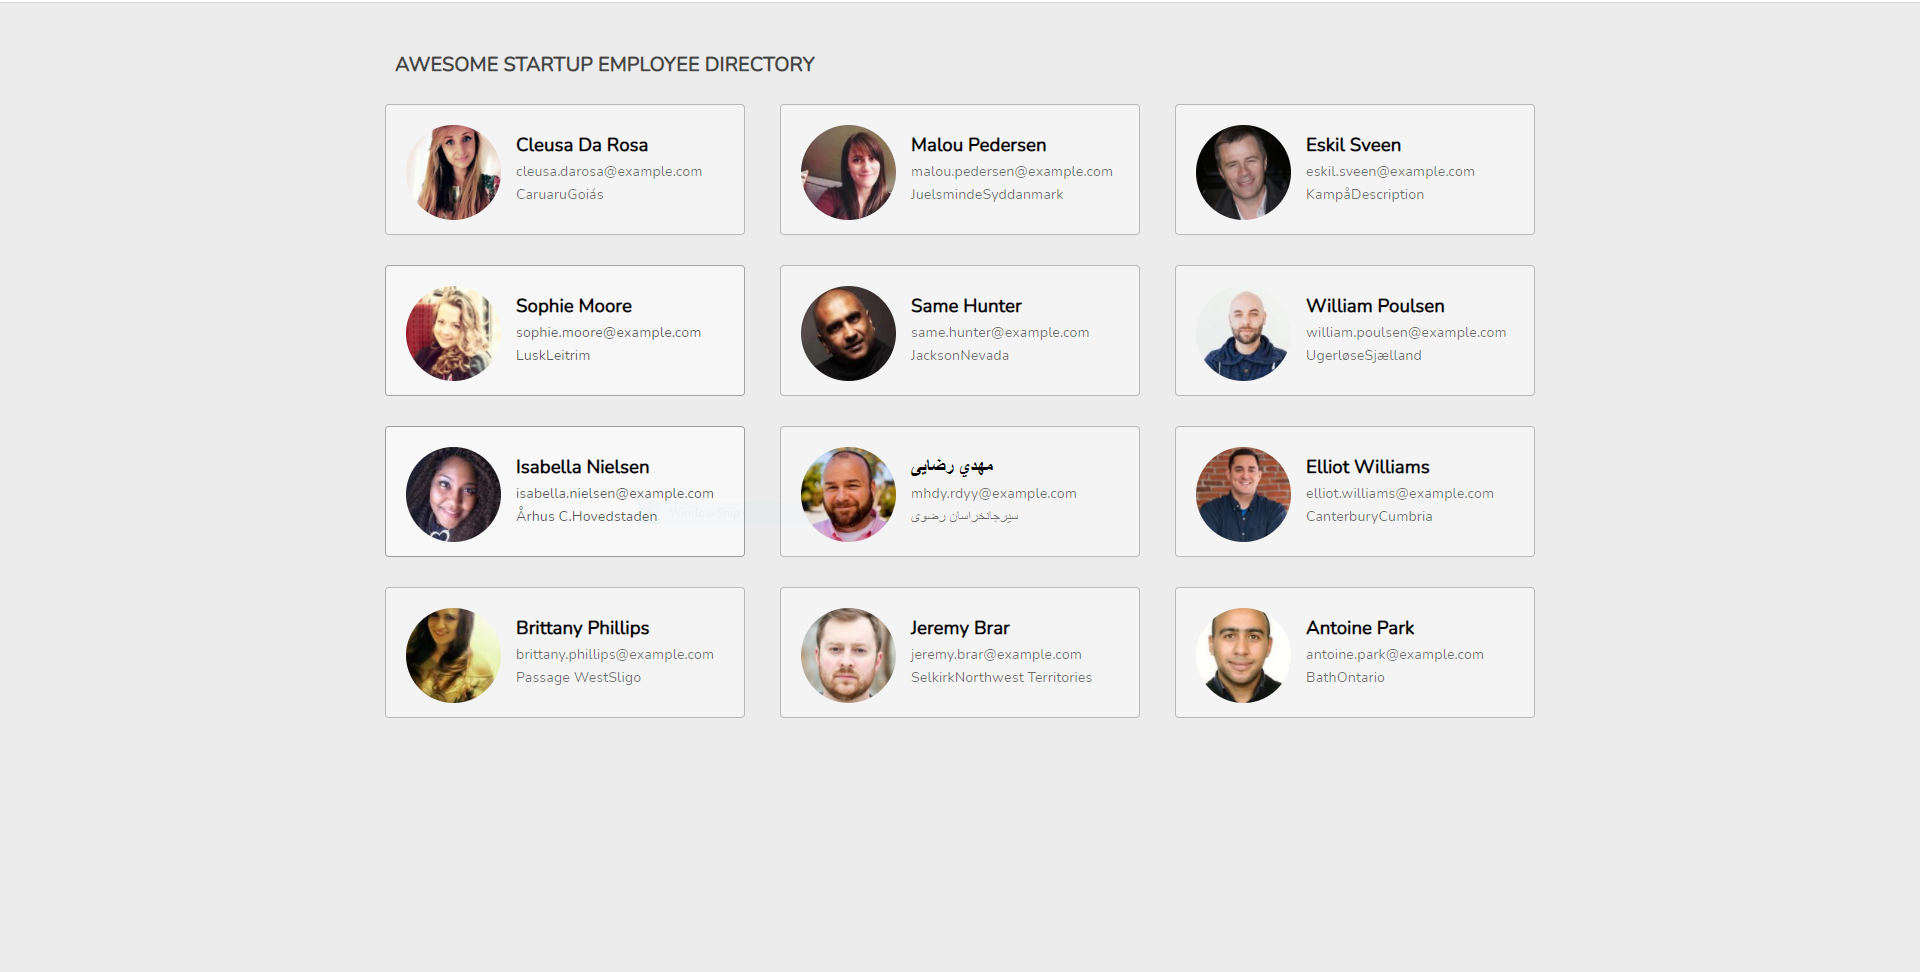 AWESOME STARTUP EMPLOYEE DIRECTORY
Cleusa Da Rosa
cleusa.darosa@example.com
CaruaruGoiás
Malou Pedersen
malou.pedersen@example.com
JuelsmindeSyddanmark
Eskil Sveen
eskil.sveen@example.com
KampåDescription
Sophie Moore
sophie.moore@example.com
LuskLeitrim
Same Hunter
same.hunter@example.com
JacksonNevada
William Poulsen
william.poulsen@example.com
UgerløseSjælland
Isabella Nielsen
isabella.nielsen@example.com
Århus C.Hovedstaden
Window Snip
مهدي رضایی
mhdy.rdyy@example.com
سیرجانخراسان رضوی
Elliot Williams
elliot.williams@example.com
CanterburyCumbria
Brittany Phillips
brittany.phillips@example.com
Passage WestSligo
Jeremy Brar
jeremy.brar@example.com
SelkirkNorthwest Territories
Antoine Park
antoine.park@example.com
BathOntario